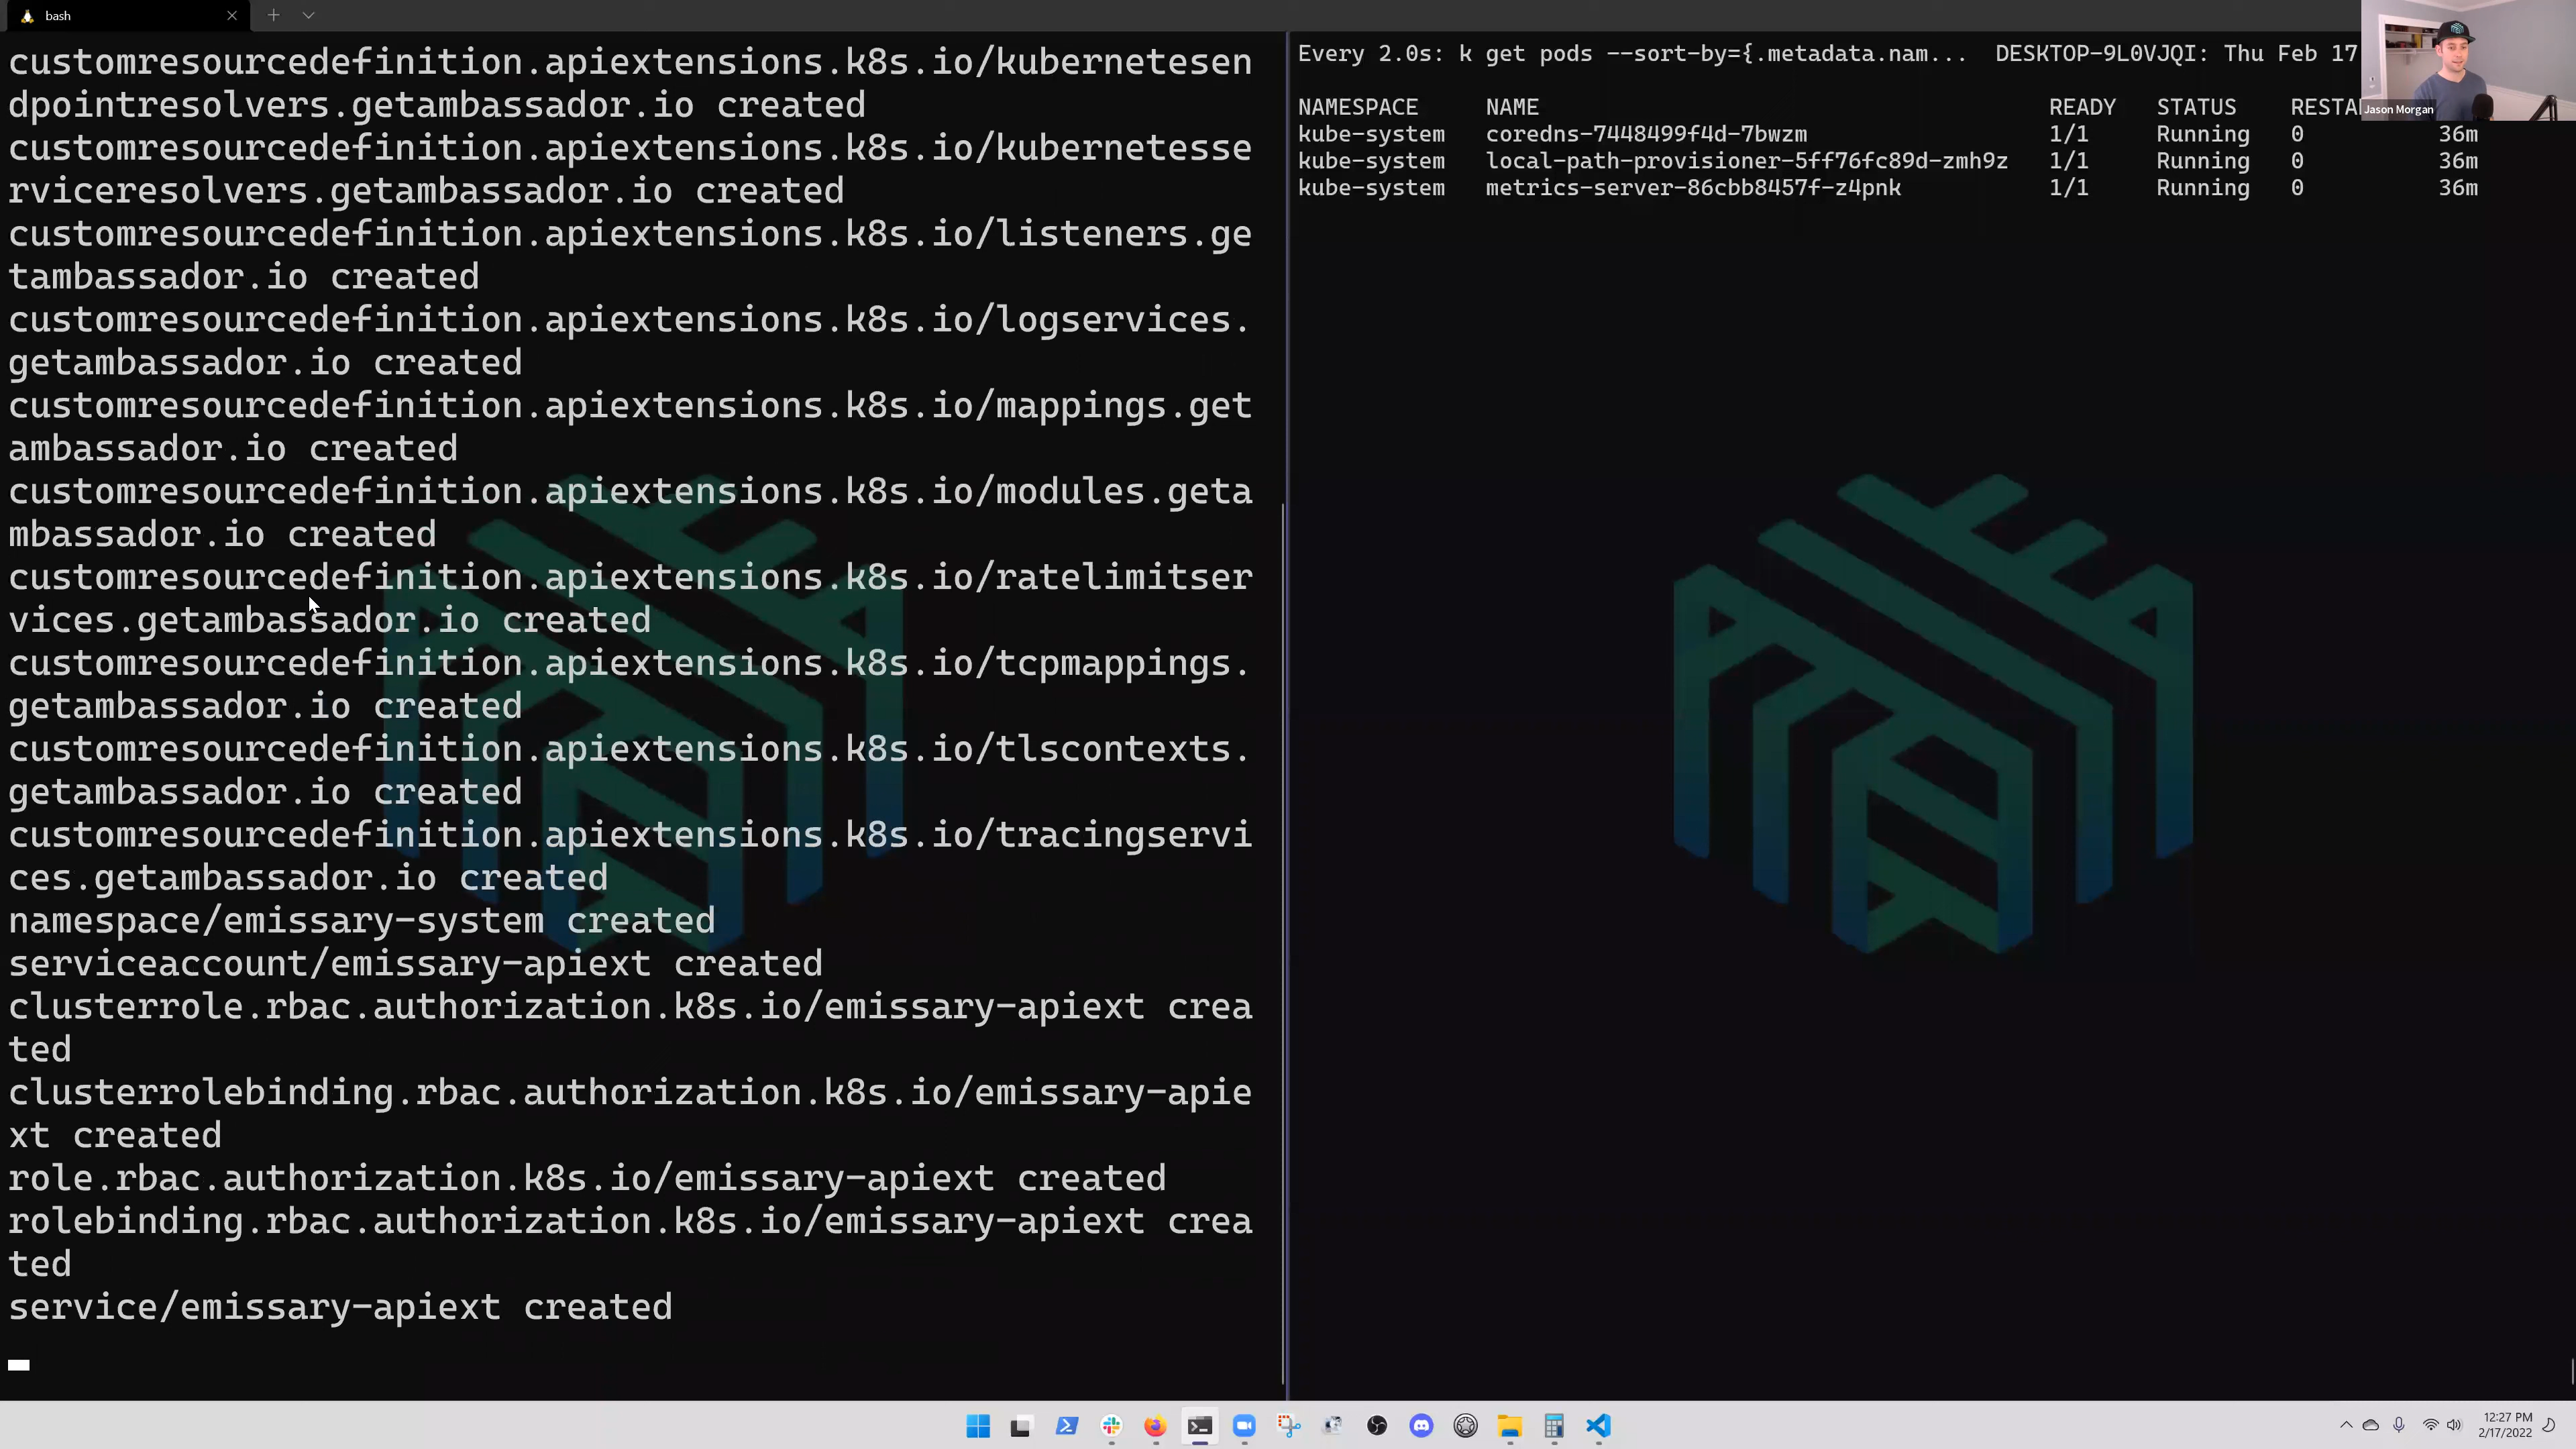 bash
customresourcedefinition.apiextensions.k8s.io/kubernetesen
dpointresolvers.getambassador.io created
customresourcedefinition.apiextensions.k8s.io/kubernetesse
rviceresolvers.getambassador.io created
customresourcedefinition.apiextensions.k8s.io/listeners.ge
tambassador.io created
customresourcedefinition.apiextensions.k8s.io/logservices.
getambassador.io created
customresourcedefinition.apiextensions.k8s.io/mappings.get
ambassador.io created
customresourcedefinition.apiextensions.k8s.io/modules.geta
mbassador.io created
customresourcedefinition.apiextensions.k8s.io/ratelimitser
vices.getambassador.io created
customresourcedefinition.apiextensions.k8s.io/tcpmappings.
getambassador.io created
customresourcedefinition.apiextensions.k8s.io/tlscontexts.
getambassador.io created
customresourcedefinition.apiextensions.k8s.io/tracingservi
ces.getambassador.io created
namespace/emissary-system created
serviceaccount/emissary-apiext created
clusterrole.rbac.authorization.k8s.io/emissary-apiext crea
ted
clusterrolebinding.rbac.authorization.k8s.io/emissary-apie
xt created
role.rbac.authorization.k8s.io/emissary-apiext created
rolebinding.rbac.authorization.k8s.io/emissary-apiext crea
ted
service/emissary-apiext created
Every 2.0s: k get pods --sort-by={.metadata.nam... DESKTOP-9L0VJQI: Thu Feb 17
NAMESPACE NAME READY STATUS RESTA
kube-system coredns-7448499f4d-7bwzm 1/1 Running 0 36m
kube-system local-path-provisioner-5ff76fc89d-zmh9z 1/1 Running 0 36m
kube-system metrics-server-86cbb8457f-z4pnk 1/1 Running 0 36m
Jason Morgan
12:27 PM
2/17/2022